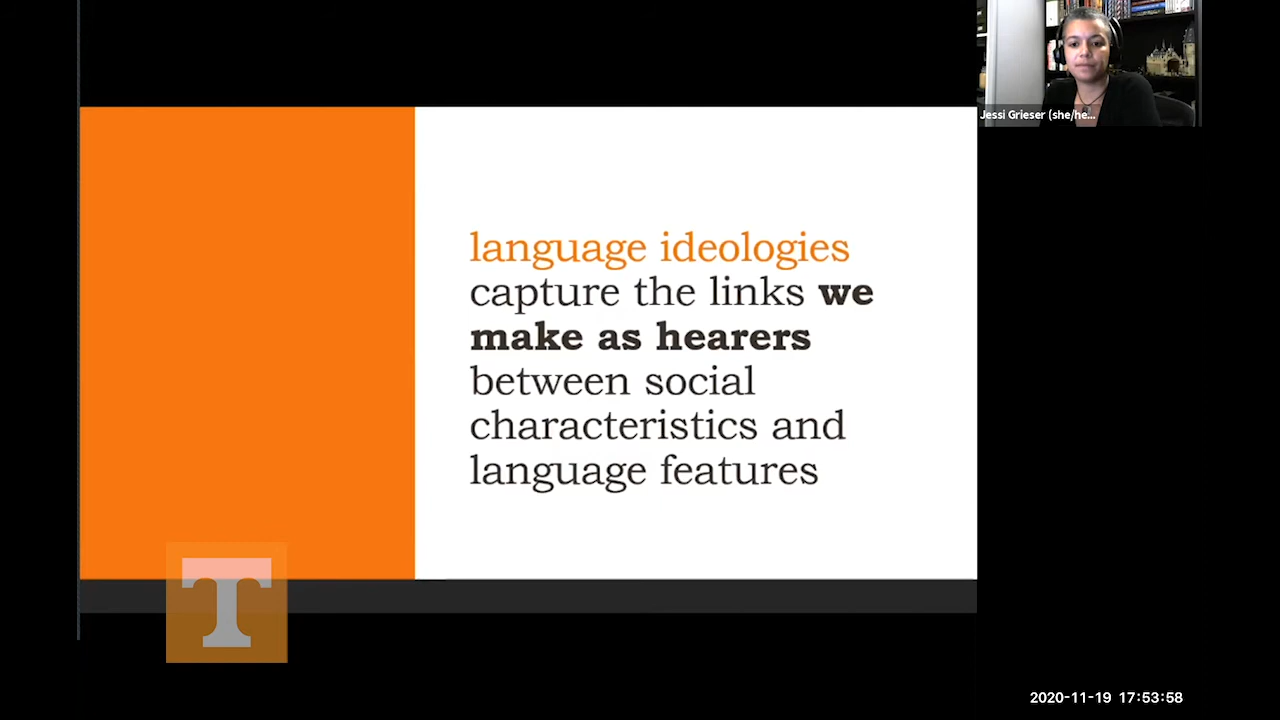 Jessi Grieser (she/he...
language ideologies
capture the links we
make as hearers
between social
characteristics and
language features
T
2020-11-19 17:53:58